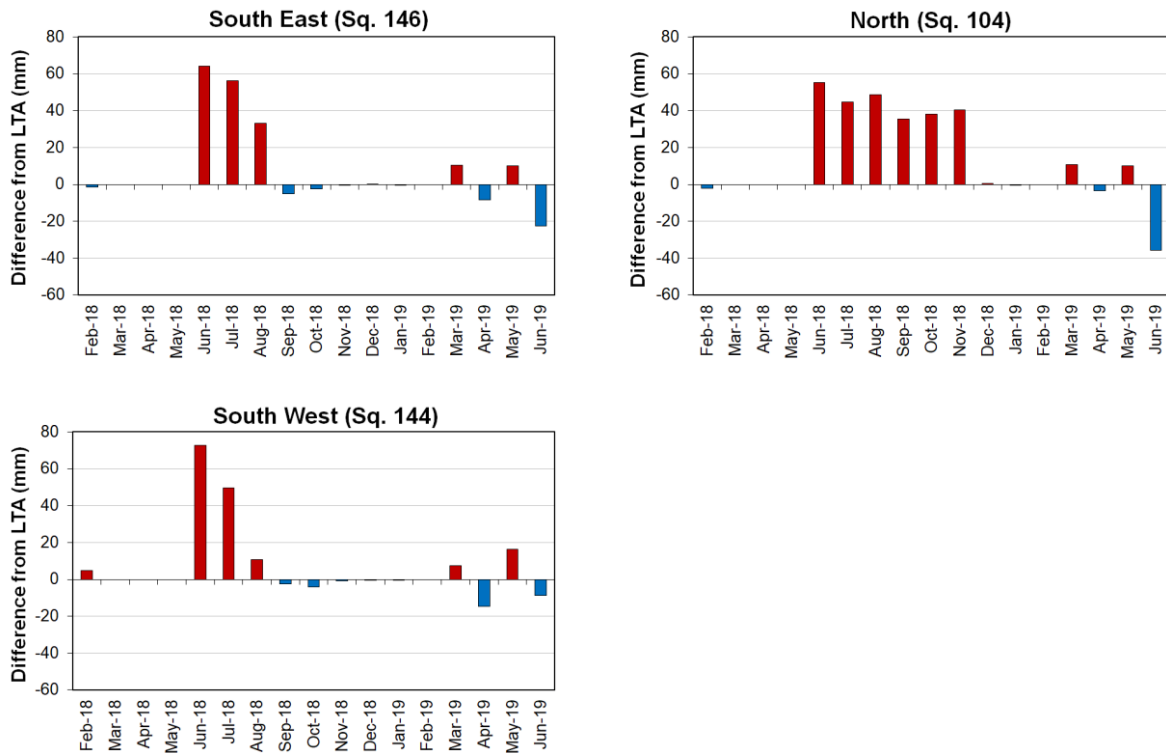 South East (Sq. 146)
Difference from LTA (mm)
80
60
40
20
0
-20
-40
-60
Feb-18
Mar-18
Apr-18
May-18
Jun-18
Jul-18
Aug-18
Sep-18
Oct-18
Nov-18
Dec-18
Jan-19
Feb-19
Mar-19
Apr-19
May-19
Jun-19
North (Sq. 104)
Difference from LTA (mm)
80
60
40
20
0
-20
-40
-60
Feb-18
Mar-18
Apr-18
May-18
Jun-18
Jul-18
Aug-18
Sep-18
Oct-18
Nov-18
Dec-18
Jan-19
Feb-19
Mar-19
Apr-19
May-19
Jun-19
South West (Sq. 144)
Difference from LTA (mm)
80
60
40
20
0
-20
-40
-60
Feb-18
Mar-18
Apr-18
May-18
Jun-18
Jul-18
Aug-18
Sep-18
Oct-18
Nov-18
Dec-18
Jan-19
Feb-19
Mar-19
Apr-19
May-19
Jun-19